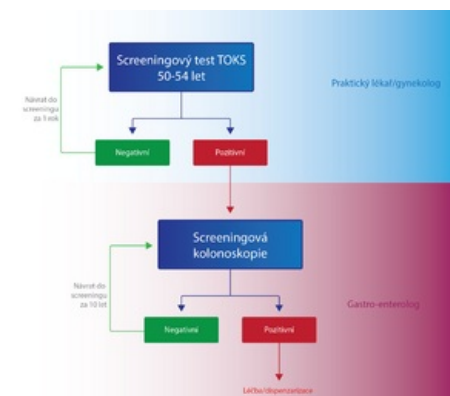 Screeningový test TOKS
50-54 let
Praktický lékař/gynekolog
Návrat do
screeningu
za 1 rok
Negativní
Pozitivní
Screeningová
kolonoskopie
Návrat do
screeningu
za 10 let
Gastro-enterolog
Negativní
Pozitivní
Léčba/dispenzarizace